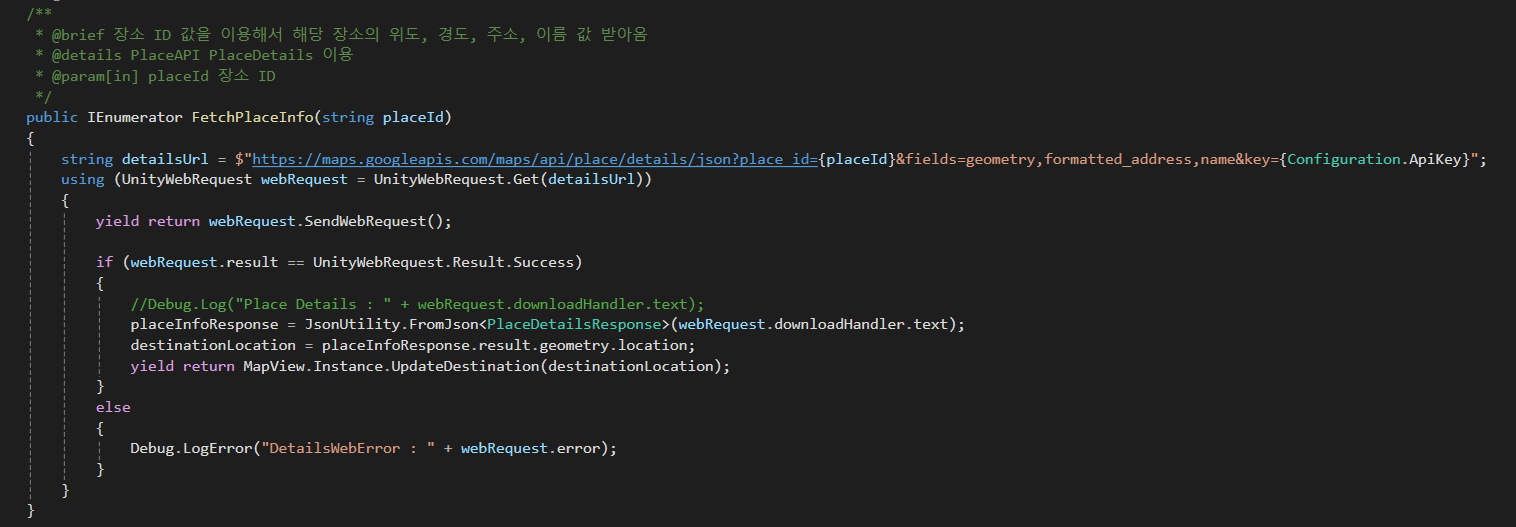 /**
 * @brief 장소 ID 값을 이용해서 해당 장소의 위도, 경도, 주소, 이름 값 받아옴
 * @details PlaceAPI PlaceDetails 이용
 * @param[in] placeId 장소 ID
 */
public IEnumerator FetchPlaceInfo(string placeId)
{
    string detailsUrl = $"https://maps.googleapis.com/maps/api/place/details/json?place_id={placeId}&fields=geometry,formatted_address,name&key={Configuration.ApiKey}";
    using (UnityWebRequest webRequest = UnityWebRequest.Get(detailsUrl))
    {
        yield return webRequest.SendWebRequest();

        if (webRequest.result == UnityWebRequest.Result.Success)
        {
            //Debug.Log("Place Details : " + webRequest.downloadHandler.text);
            placeInfoResponse = JsonUtility.FromJson<PlaceDetailsResponse>(webRequest.downloadHandler.text);
            destinationLocation = placeInfoResponse.result.geometry.location;
            yield return MapView.Instance.UpdateDestination(destinationLocation);
        }
        else
        {
            Debug.LogError("DetailsWebError : " + webRequest.error);
        }
    }
}